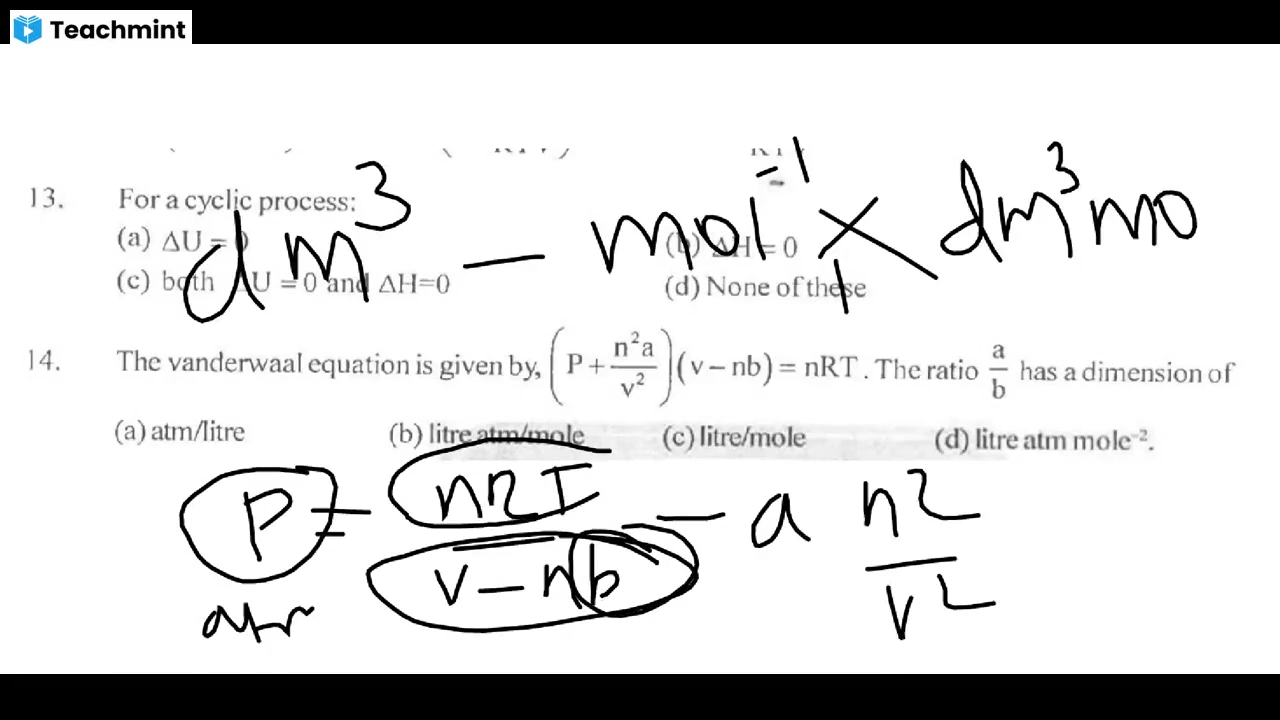 Teachmint
13. For a cyclic process:
(a) ΔU = 0 (b) ΔH = 0
(c) both ΔU = 0 and ΔH=0 (d) None of these
dm³ – mol⁻¹ × dm³ mo
14. The vanderwaal equation is given by, (P + n²a/v²)(v – nb) = nRT. The ratio a/b has a dimension of
(a) atm/litre (b) litre atm/mole (c) litre/mole (d) litre atm mole⁻².
P = nRT/v – nb – a n²/v²